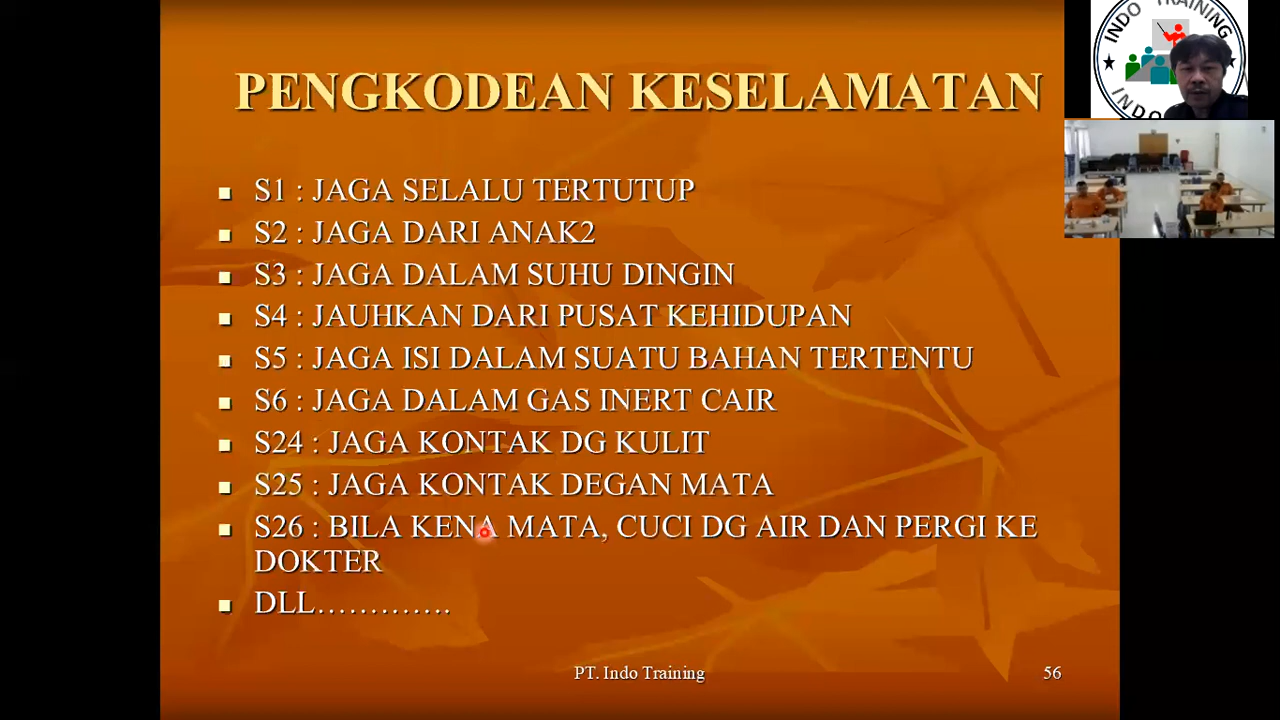 PENGKODEAN KESELAMATAN
S1 : JAGA SELALU TERTUTUP
S2 : JAGA DARI ANAK2
S3 : JAGA DALAM SUHU DINGIN
S4 : JAUHKAN DARI PUSAT KEHIDUPAN
S5 : JAGA ISI DALAM SUATU BAHAN TERTENTU
S6 : JAGA DALAM GAS INERT CAIR
S24 : JAGA KONTAK DG KULIT
S25 : JAGA KONTAK DEGAN MATA
S26 : BILA KENA MATA, CUCI DG AIR DAN PERGI KE
DOKTER
DLL.............
PT. Indo Training
56
INDO TRAINING
INDO